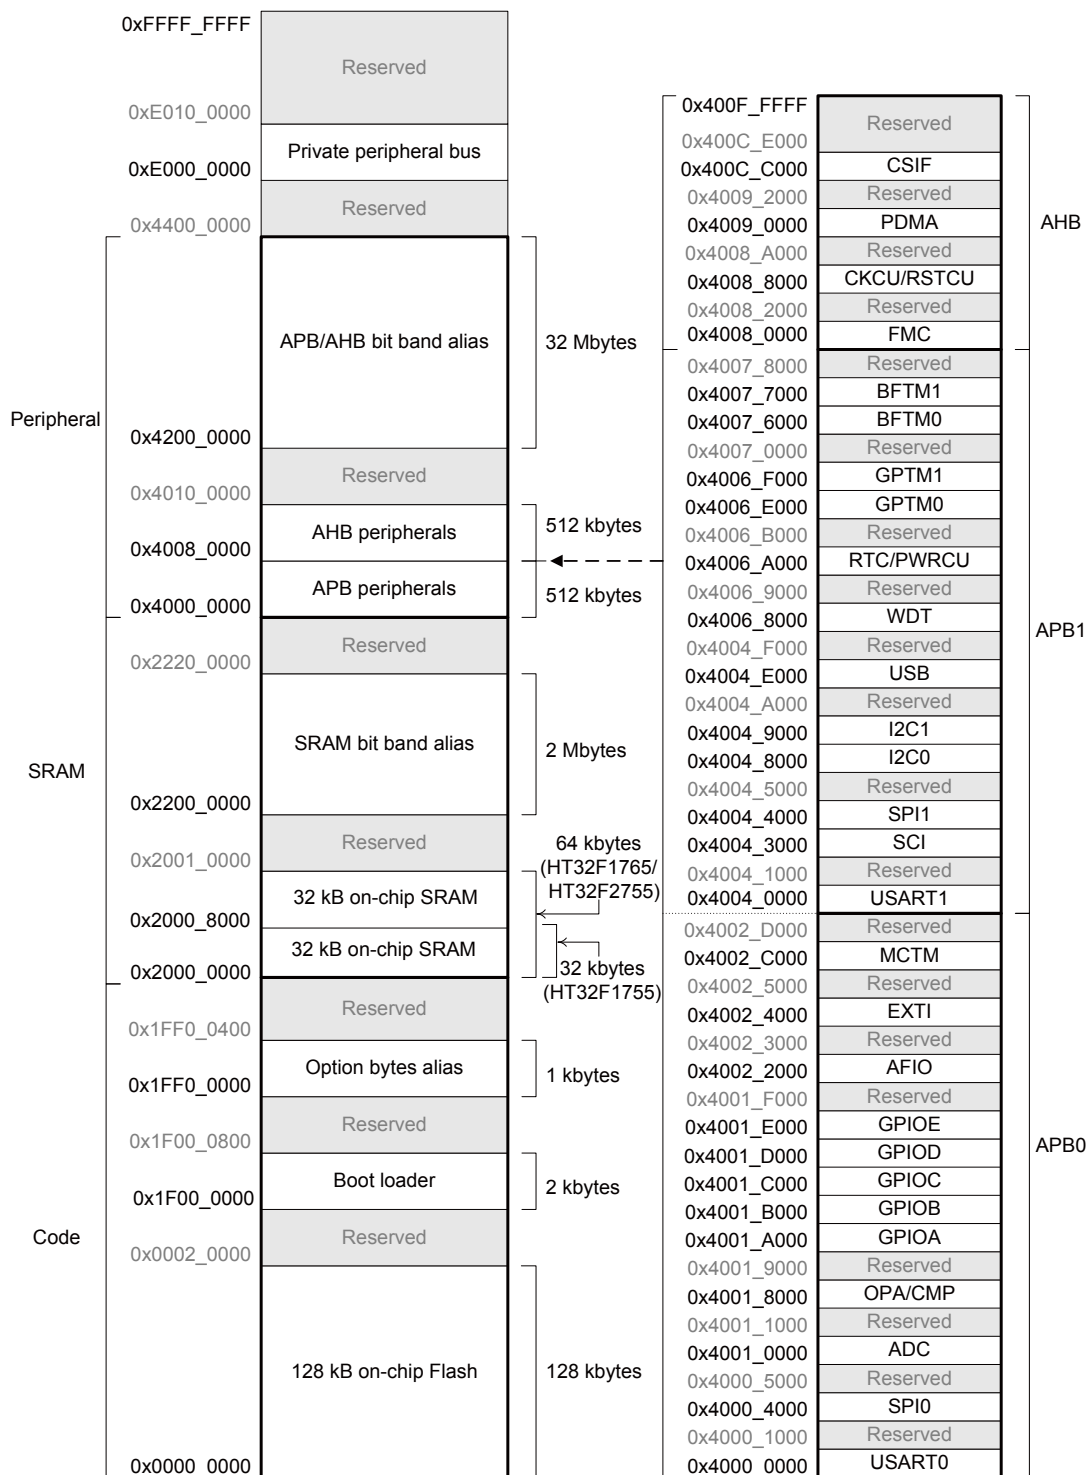 0xFFFF_FFFF
Reserved
0xE010_0000
Private peripheral bus
0xE000_0000
Reserved
0x4400_0000
Peripheral
APB/AHB bit band alias
32 Mbytes
0x4200_0000
Reserved
0x4010_0000
AHB peripherals
512 kbytes
0x4008_0000
APB peripherals
512 kbytes
0x4000_0000
Reserved
0x2220_0000
SRAM
SRAM bit band alias
2 Mbytes
0x2200_0000
Reserved
0x2001_0000
64 kbytes
(HT32F1765/
HT32F2755)
32 kB on-chip SRAM
0x2000_8000
32 kB on-chip SRAM
0x2000_0000
32 kbytes
(HT32F1755)
Reserved
0x1FF0_0400
Option bytes alias
1 kbytes
0x1FF0_0000
Reserved
0x1F00_0800
Boot loader
2 kbytes
0x1F00_0000
Code
Reserved
0x0002_0000
128 kB on-chip Flash
128 kbytes
0x0000_0000
0x400F_FFFF
Reserved
0x400C_E000
0x400C_C000 CSIF
0x4009_2000 Reserved
0x4009_0000 PDMA
AHB
0x4008_A000 Reserved
0x4008_8000 CKCU/RSTCU
0x4008_2000 Reserved
0x4008_0000 FMC
0x4007_8000 Reserved
0x4007_7000 BFTM1
0x4007_6000 BFTM0
0x4007_0000 Reserved
0x4006_F000 GPTM1
0x4006_E000 GPTM0
0x4006_B000 Reserved
0x4006_A000 RTC/PWRCU
0x4006_9000 Reserved
0x4006_8000 WDT
APB1
0x4004_F000 Reserved
0x4004_E000 USB
0x4004_A000 Reserved
0x4004_9000 I2C1
0x4004_8000 I2C0
0x4004_5000 Reserved
0x4004_4000 SPI1
0x4004_3000 SCI
0x4004_1000 Reserved
0x4004_0000 USART1
0x4002_D000 Reserved
0x4002_C000 MCTM
0x4002_5000 Reserved
0x4002_4000 EXTI
0x4002_3000 Reserved
0x4002_2000 AFIO
0x4001_F000 Reserved
0x4001_E000 GPIOE
APB0
0x4001_D000 GPIOD
0x4001_C000 GPIOC
0x4001_B000 GPIOB
0x4001_A000 GPIOA
0x4001_9000 Reserved
0x4001_8000 OPA/CMP
0x4001_1000 Reserved
0x4001_0000 ADC
0x4000_5000 Reserved
0x4000_4000 SPI0
0x4000_1000 Reserved
0x4000_0000 USART0